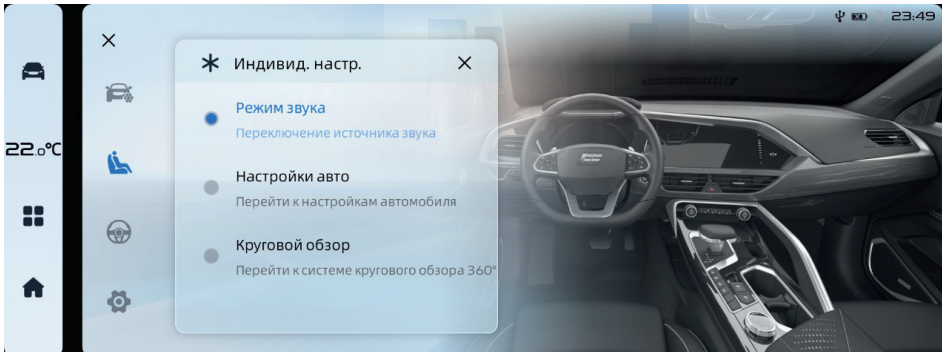 23:49
22.0°C
Индивид. настр.
Режим звука
Переключение источника звука
Настройки авто
Перейти к настройкам автомобиля
Круговой обзор
Перейти к системе кругового обзора 360°